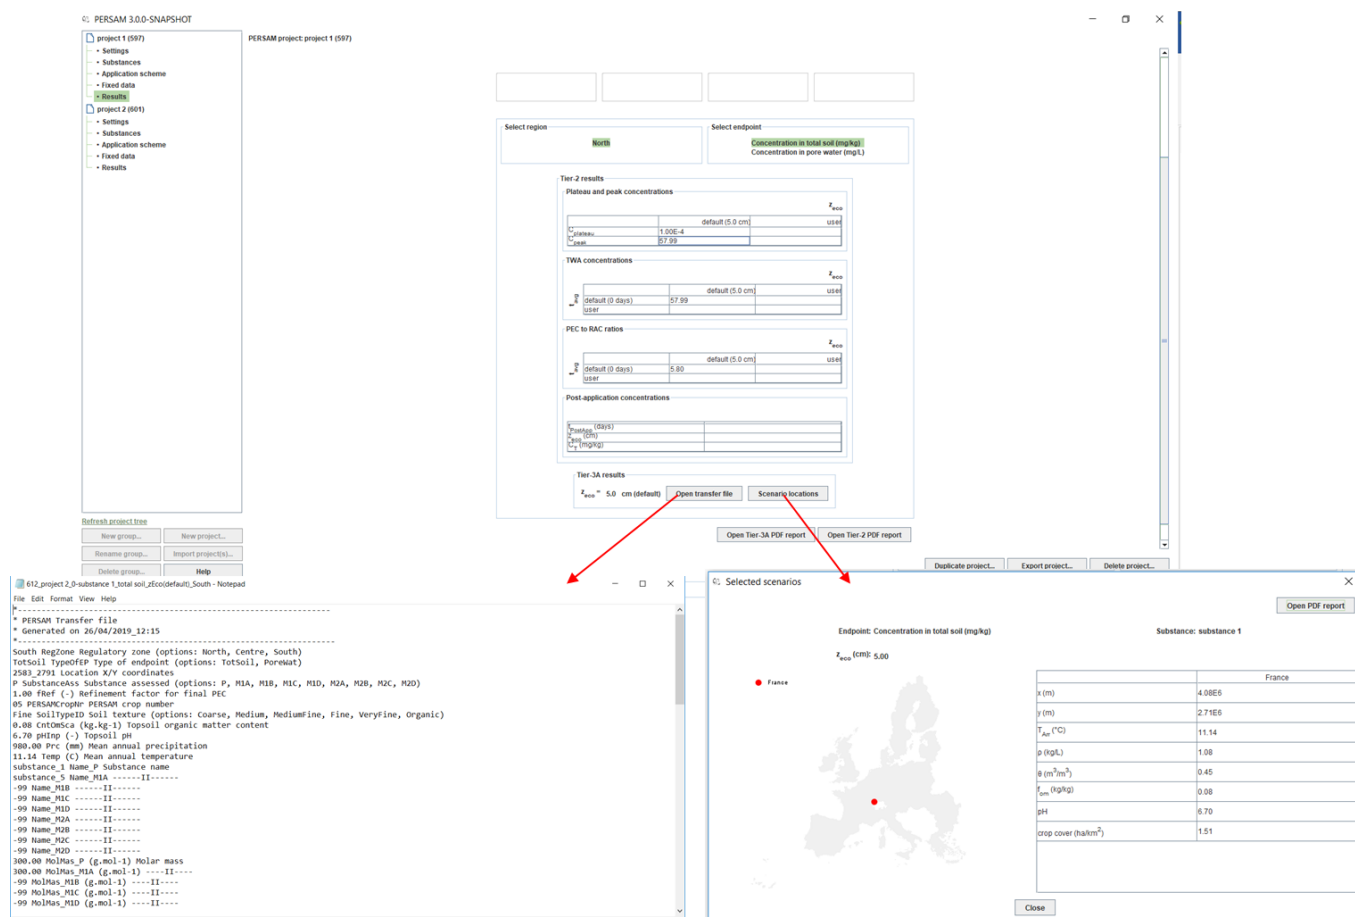 PERSAM 3.0.0-SNAPSHOT
project 1 (597)
Settings
Substances
Application scheme
Fixed data
Results
project 2 (601)
Settings
Substances
Application scheme
Fixed data
Results
Refresh project tree
New group... New project...
Rename group... Import project(s)...
Delete group... Help
PERSAM project: project 1 (597)
Select region
North
Select endpoint
Concentration in total soil (mg/kg)
Concentration in pore water (mg/L)
Tier-2 results
Plateau and peak concentrations
z_eco
default (5.0 cm) user
C_plateau 1.00E-4
C_peak 57.99
TWA concentrations
z_eco
default (5.0 cm) user
t_avg
default (0 days) 57.99
user
PEC to RAC ratios
z_eco
default (5.0 cm) user
t_avg
default (0 days) 5.80
user
Post-application concentrations
t_PostApp (days)
z_eco (cm)
C_T (mg/kg)
Tier-3A results
z_eco = 5.0 cm (default) Open transfer file Scenario locations
Open Tier-3A PDF report Open Tier-2 PDF report
Duplicate project... Export project... Delete project...
612_project 2_0-substance 1_total soil_zEco(default)_South - Notepad
File Edit Format View Help
*------------------------------------------------------------------
* PERSAM Transfer file
* Generated on 26/04/2019_12:15
*-------------------------------------------------------------------
South RegZone Regulatory zone (options: North, Centre, South)
TotSoil TypeOfEP Type of endpoint (options: TotSoil, PoreWat)
2583_2791 Location X/Y coordinates
P SubstanceAss Substance assessed (options: P, M1A, M1B, M1C, M1D, M2A, M2B, M2C, M2D)
1.00 fRef (-) Refinement factor for final PEC
05 PERSAMCropNr PERSAM crop number
Fine SoilTypeID Soil texture (options: Coarse, Medium, MediumFine, Fine, VeryFine, Organic)
0.08 CntOmSca (kg.kg-1) Topsoil organic matter content
6.70 pHInp (-) Topsoil pH
980.00 Prc (mm) Mean annual precipitation
11.14 Temp (C) Mean annual temperature
substance_1 Name_P Substance name
substance_5 Name_M1A ------II------
-99 Name_M1B ------II------
-99 Name_M1C ------II------
-99 Name_M1D ------II------
-99 Name_M2A ------II------
-99 Name_M2B ------II------
-99 Name_M2C ------II------
-99 Name_M2D ------II------
300.00 MolMas_P (g.mol-1) Molar mass
300.00 MolMas_M1A (g.mol-1) ----II----
-99 MolMas_M1B (g.mol-1) ----II----
-99 MolMas_M1C (g.mol-1) ----II----
-99 MolMas_M1D (g.mol-1) ----II----
Selected scenarios
Open PDF report
Endpoint: Concentration in total soil (mg/kg) Substance: substance 1
z_eco (cm): 5.00
France
France
x (m) 4.08E6
y (m) 2.71E6
T_Arr (°C) 11.14
ρ (kg/L) 1.08
θ (m³/m³) 0.45
f_om (kg/kg) 0.08
pH 6.70
crop cover (ha/km²) 1.51
Close